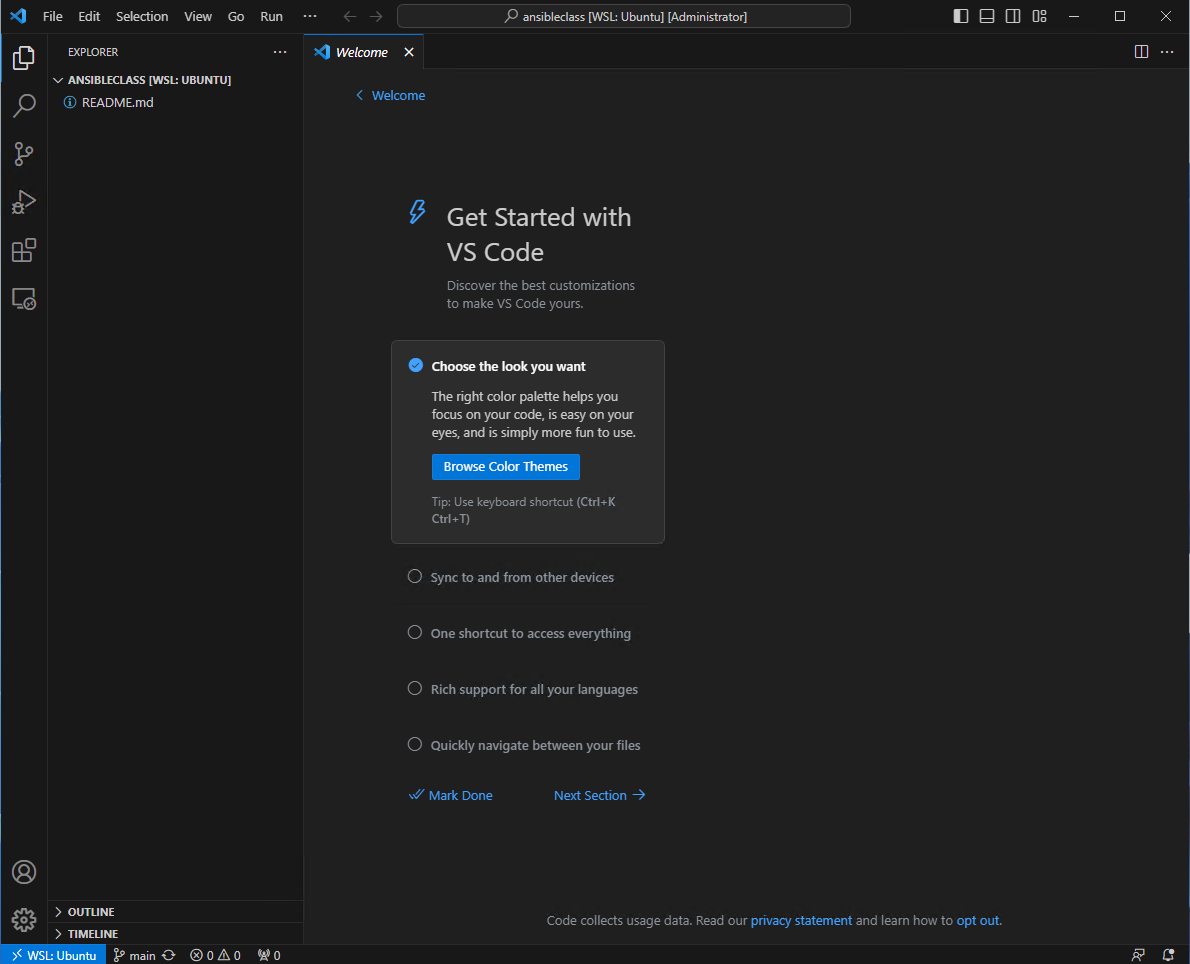 File Edit Selection View Go Run ···
ansibleclass [WSL: Ubuntu] [Administrator]
EXPLORER
Welcome
ANSIBLECLASS [WSL: UBUNTU]
README.md
Welcome
Get Started with
VS Code
Discover the best customizations
to make VS Code yours.
Choose the look you want
The right color palette helps you
focus on your code, is easy on your
eyes, and is simply more fun to use.
Browse Color Themes
Tip: Use keyboard shortcut (Ctrl+K
Ctrl+T)
Sync to and from other devices
One shortcut to access everything
Rich support for all your languages
Quickly navigate between your files
Mark Done Next Section
OUTLINE
Code collects usage data. Read our privacy statement and learn how to opt out.
TIMELINE
WSL: Ubuntu main 0 0 0